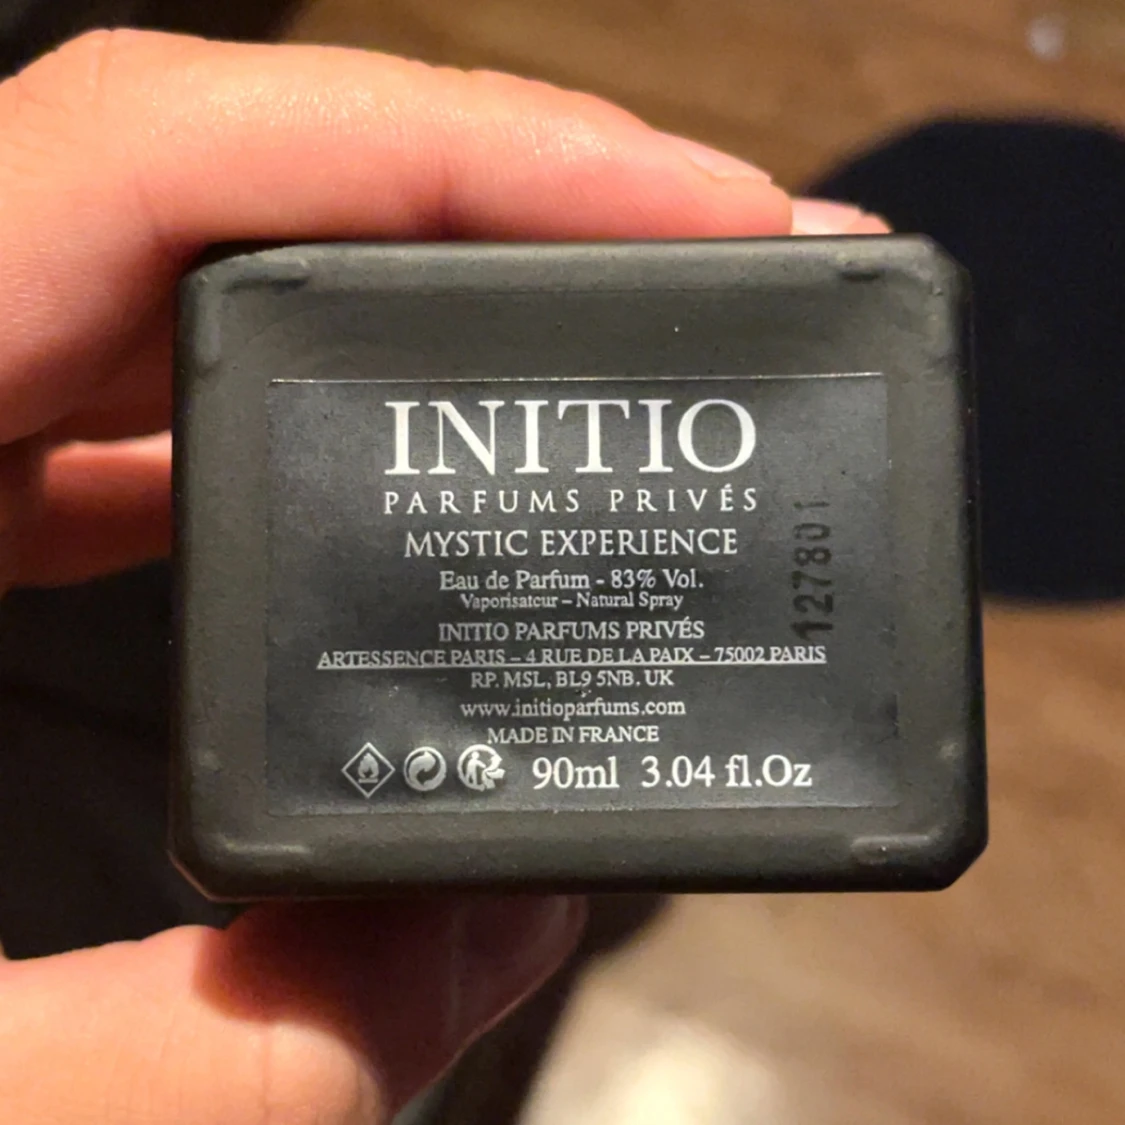 INITIO
PARFUMS PRIVÉS
MYSTIC EXPERIENCE
Eau de Parfum - 83% Vol.
Vaporisateur – Natural Spray
INITIO PARFUMS PRIVÉS
ARTESSENCE PARIS – 4 RUE DE LA PAIX – 75002 PARIS
RP. MSL, BL9 5NB. UK
www.initioparfums.com
MADE IN FRANCE
90ml 3.04 fl.Oz
127801